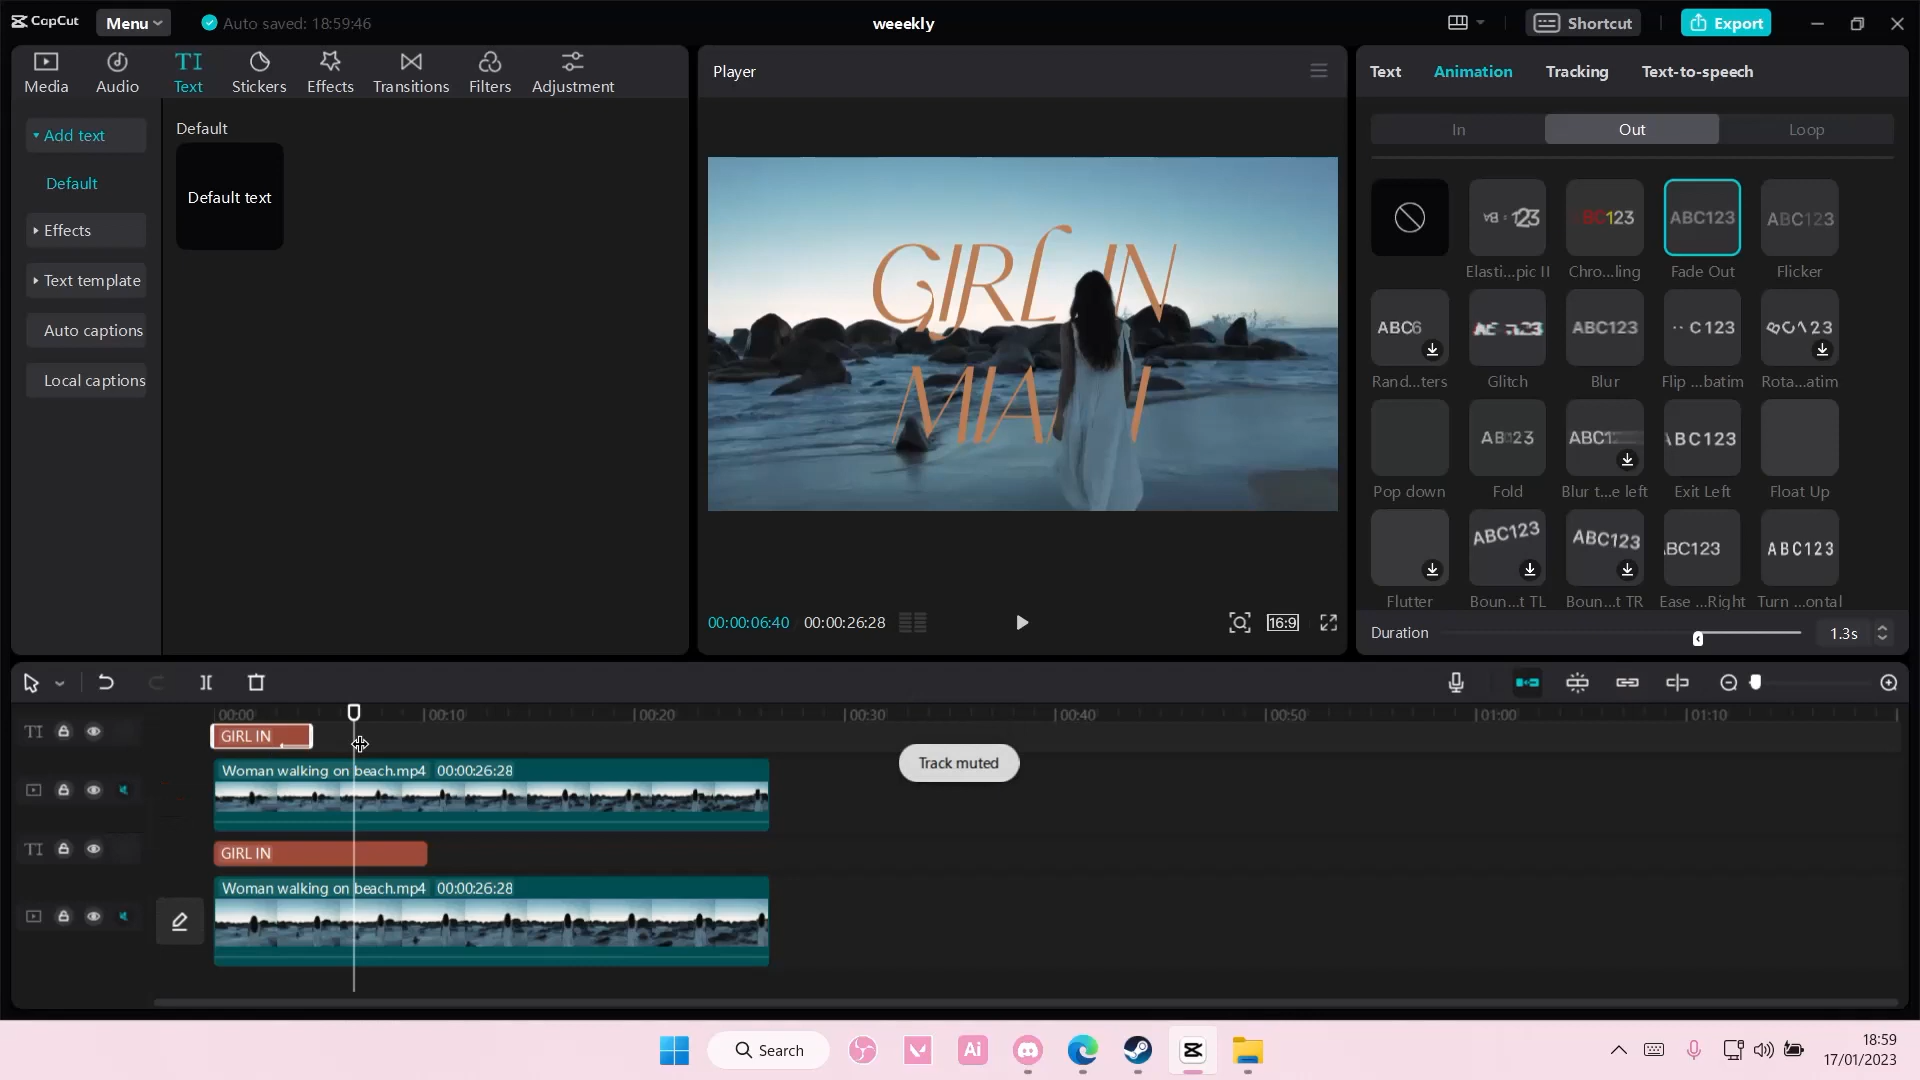 CapCut
Menu
Auto saved: 18:59:46
weeekly
Shortcut
Export
Media
Audio
TI
Text
Stickers
Effects
Transitions
Filters
Adjustment
Add text
Default
Effects
Text template
Auto captions
Local captions
Default
Default text
Player
GIRL IN
MIA I
00:00:06:40
00:00:26:28
16:9
Text
Animation
Tracking
Text-to-speech
In
Out
Loop
Elasti...pic II
Chro...ling
Fade Out
Flicker
Rand...ters
Glitch
Blur
Flip ...batim
Rota...atim
Pop down
Fold
Blur t...e left
Exit Left
Float Up
Flutter
Boun...t TL
Boun...t TR
Ease ...Right
Turn ...ontal
Duration
1.3s
00:00
00:10
00:20
00:30
00:40
00:50
01:00
01:10
TI
GIRL IN
Woman walking on beach.mp4 00:00:26:28
Track muted
TI
GIRL IN
Woman walking on beach.mp4 00:00:26:28
Search
Ai
18:59
17/01/2023